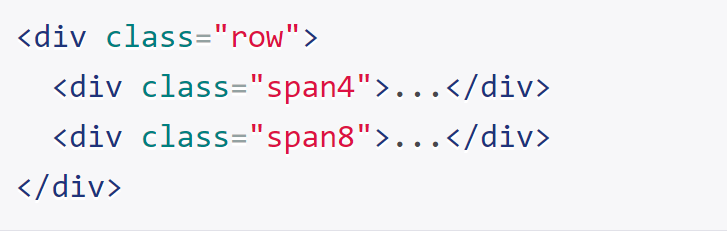 <div class="row">
  <div class="span4">...</div>
  <div class="span8">...</div>
</div>